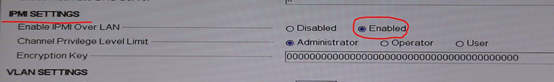 IPMI SETTINGS
Enable IPMI Over LAN Disabled Enabled
Channel Privilege Level Limit Administrator Operator User
Encryption Key 0000000000000000000000000000000000000000
VLAN SETTINGS